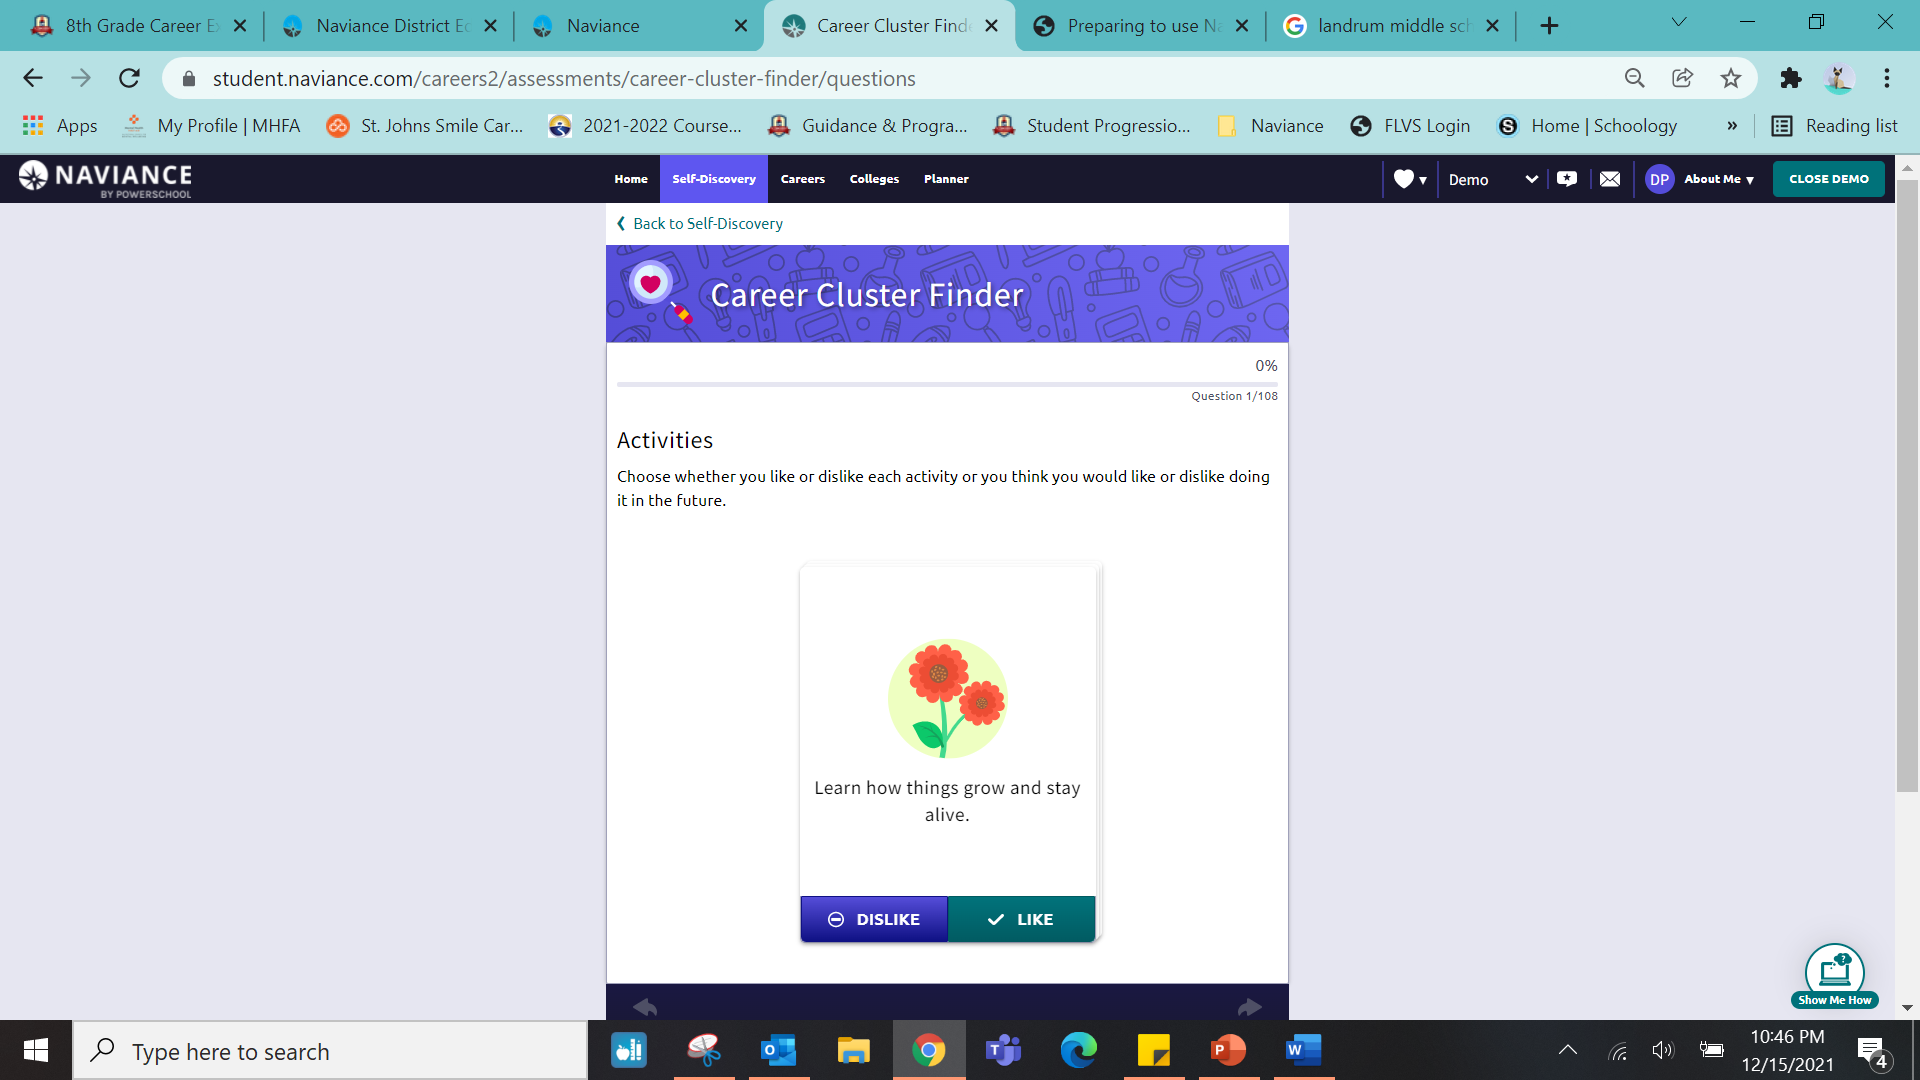 8th Grade Career Ex
Naviance District Ec
Naviance
Career Cluster Finde
Preparing to use Na
landrum middle sch
student.naviance.com/careers2/assessments/career-cluster-finder/questions
Apps
My Profile | MHFA
St. Johns Smile Car...
2021-2022 Course...
Guidance & Progra...
Student Progressio...
Naviance
FLVS Login
Home | Schoology
»
Reading list
NAVIANCE
BY POWERSCHOOL
Home
Self-Discovery
Careers
Colleges
Planner
Demo
DP
About Me
CLOSE DEMO
Back to Self-Discovery
Career Cluster Finder
0%
Question 1/108
Activities
Choose whether you like or dislike each activity or you think you would like or dislike doing
it in the future.
Learn how things grow and stay
alive.
DISLIKE
LIKE
Show Me How
Type here to search
10:46 PM
12/15/2021
4